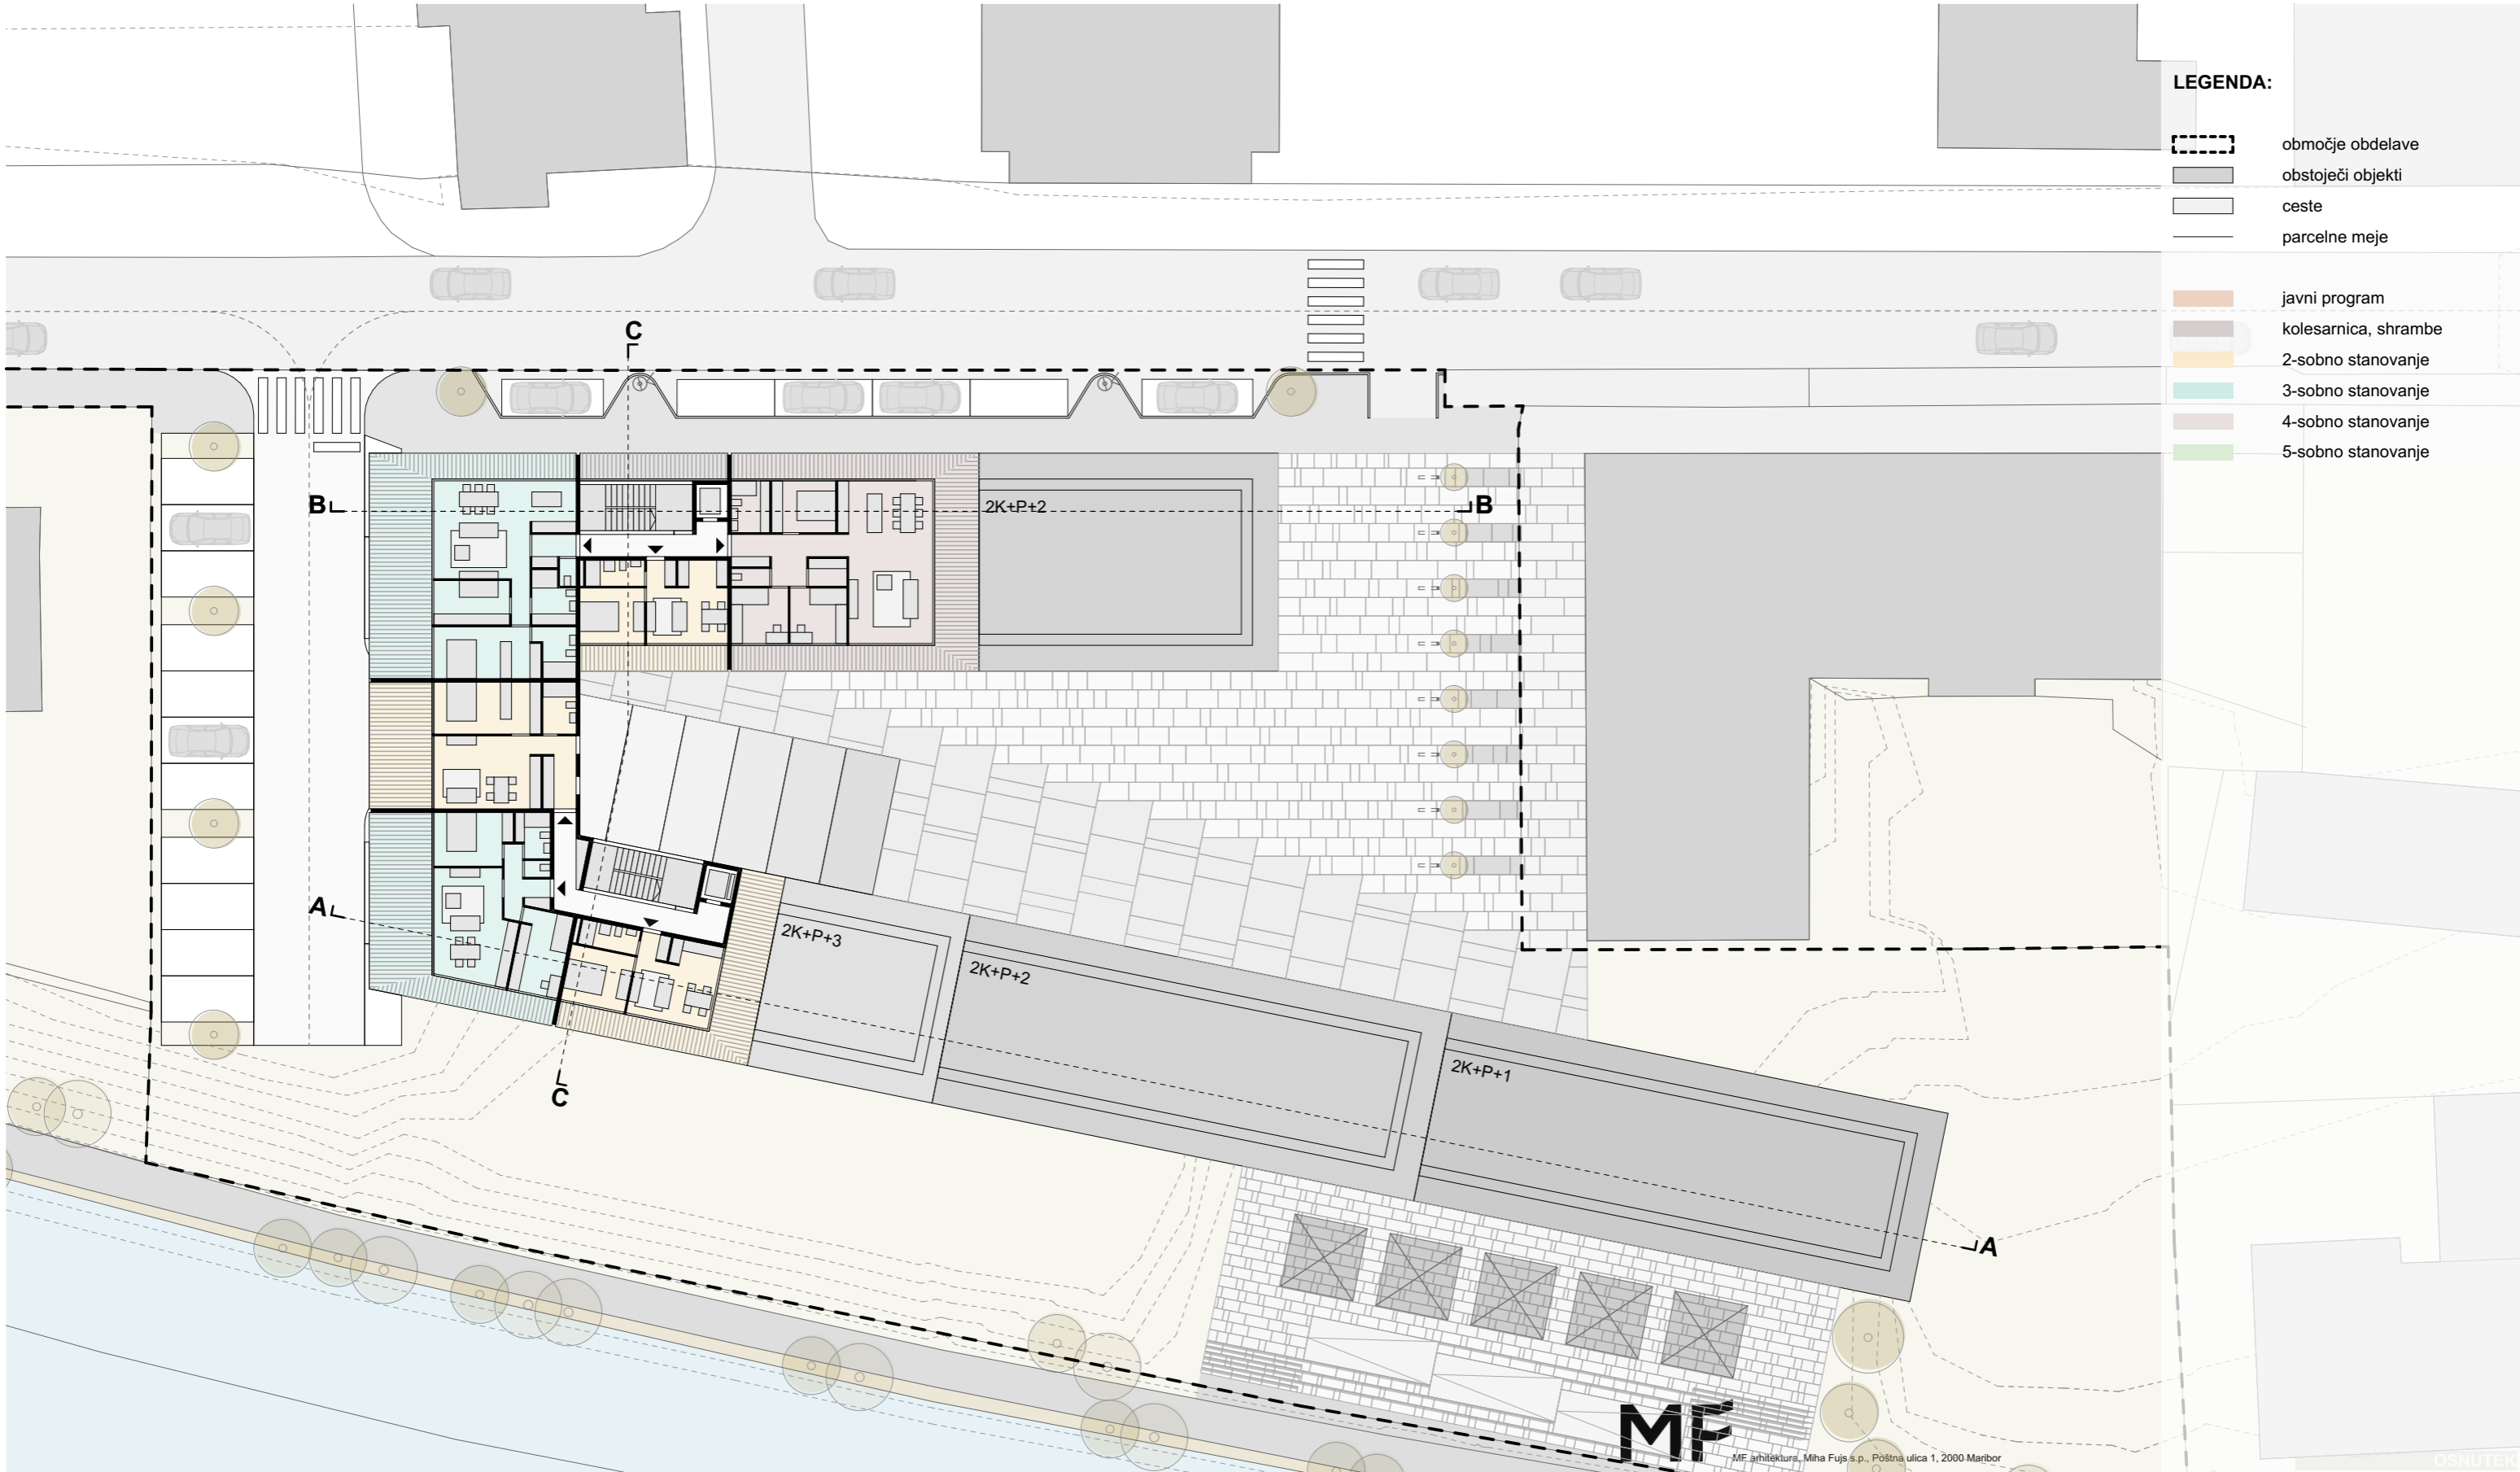 LEGENDA:
območje obdelave
obstoječi objekti
ceste
parcelne meje
javni program
kolesarnica, shrambe
2-sobno stanovanje
3-sobno stanovanje
4-sobno stanovanje
5-sobno stanovanje
C
B
2K+P+2
B
A
2K+P+3
2K+P+2
2K+P+1
C
A
MF
MF arhitektura, Miha Fujs s.p., Poštna ulica 1, 2000 Maribor
OSNUTEK